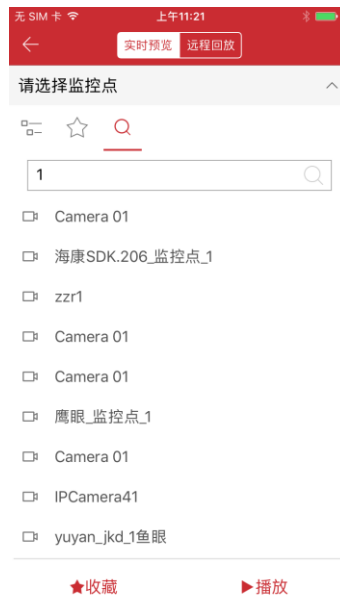 无 SIM 卡 上午11:21
实时预览 远程回放
请选择监控点
1
Camera 01
海康SDK.206_监控点_1
zzr1
Camera 01
Camera 01
鹰眼_监控点_1
Camera 01
IPCamera41
yuyan_jkd_1鱼眼
收藏 播放